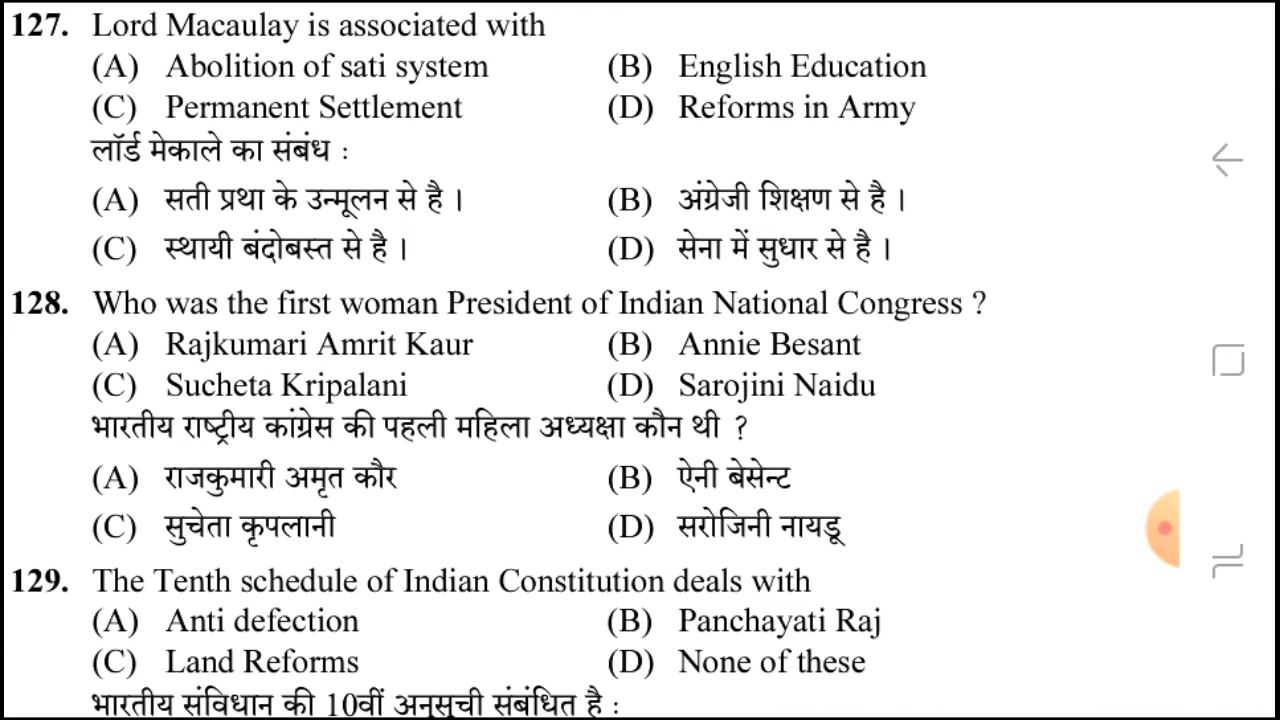 127. Lord Macaulay is associated with
(A) Abolition of sati system (B) English Education
(C) Permanent Settlement (D) Reforms in Army
लॉर्ड मेकाले का संबंध :
(A) सती प्रथा के उन्मूलन से है । (B) अंग्रेजी शिक्षण से है ।
(C) स्थायी बंदोबस्त से है । (D) सेना में सुधार से है ।
128. Who was the first woman President of Indian National Congress ?
(A) Rajkumari Amrit Kaur (B) Annie Besant
(C) Sucheta Kripalani (D) Sarojini Naidu
भारतीय राष्ट्रीय कांग्रेस की पहली महिला अध्यक्षा कौन थी ?
(A) राजकुमारी अमृत कौर (B) ऐनी बेसेन्ट
(C) सुचेता कृपलानी (D) सरोजिनी नायडू
129. The Tenth schedule of Indian Constitution deals with
(A) Anti defection (B) Panchayati Raj
(C) Land Reforms (D) None of these
भारतीय संविधान की 10वीं अनुसूची संबंधित है :